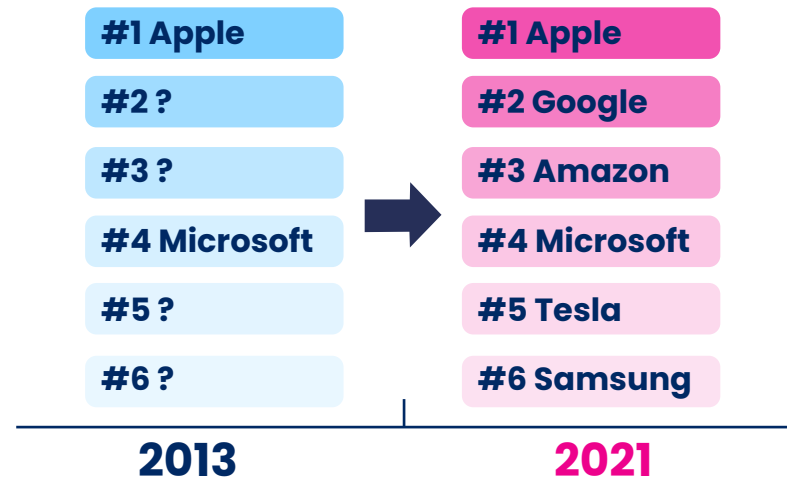 #1 Apple
#2 ?
#3 ?
#4 Microsoft
#5 ?
#6 ?
2013
#1 Apple
#2 Google
#3 Amazon
#4 Microsoft
#5 Tesla
#6 Samsung
2021